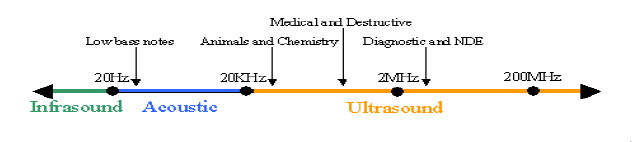 Medical and Destructive
Low bass notes Animals and Chemistry Diagnostic and NDE
20Hz 20KHz 2MHz 200MHz
Infrasound Acoustic Ultrasound